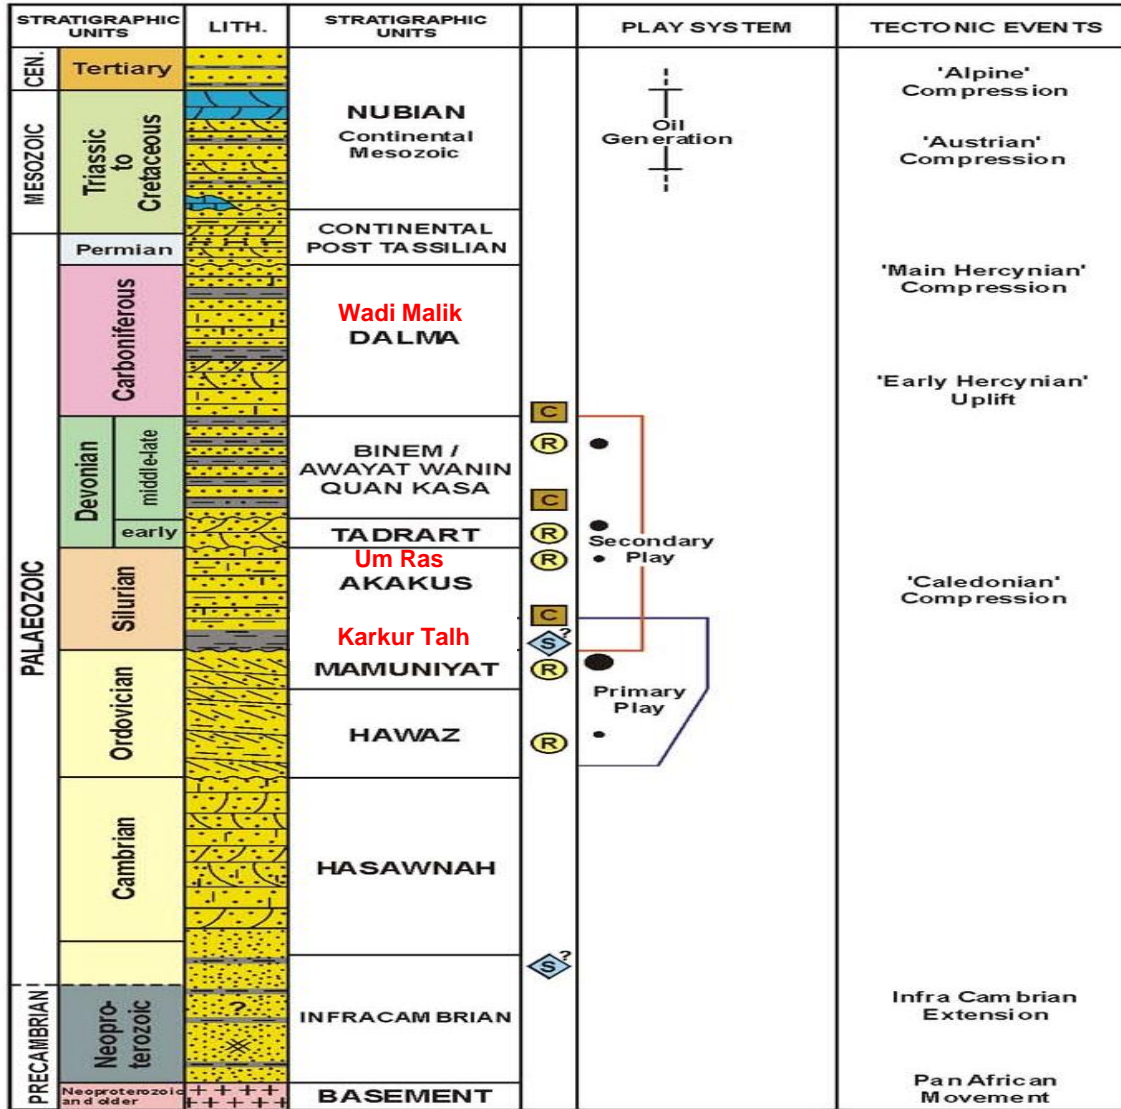 STRATIGRAPHIC
UNITS
LITH.
STRATIGRAPHIC
UNITS
PLAY SYSTEM
TECTONIC EVENTS
CEN.
Tertiary
MESOZOIC
Triassic
to
Cretaceous
NUBIAN
Continental
Mesozoic
Oil
Generation
'Alpine'
Compression
'Austrian'
Compression
PALAEOZOIC
Permian
CONTINENTAL
POST TASSILIAN
Carboniferous
Wadi Malik
DALMA
'Main Hercynian'
Compression
'Early Hercynian'
Uplift
C
Devonian
middle-late
BINEM /
AWAYAT WANIN
QUAN KASA
R
C
early
TADRART
R
Secondary
Play
Silurian
Um Ras
AKAKUS
R
'Caledonian'
Compression
C
Karkur Talh
S?
Ordovician
MAMUNIYAT
R
Primary
Play
HAWAZ
R
Cambrian
HASAWNAH
S?
PRECAMBRIAN
Neopro-
terozoic
?
INFRACAMBRIAN
Infra Cambrian
Extension
Neoproterozoic
and older
BASEMENT
Pan African
Movement